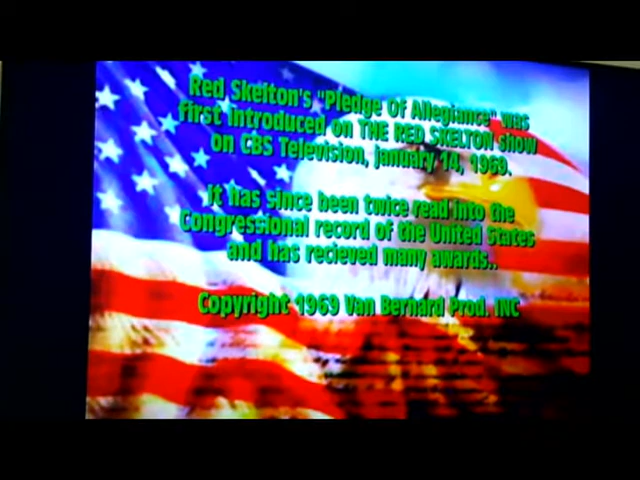 Red Skelton's "Pledge Of Allegiance" was
first introduced on THE RED SKELTON show
on CBS Television, January 14, 1969.
It has since been twice read into the
Congressional record of the United States
and has recieved many awards..
Copyright 1969 Van Bernard Prod. INC